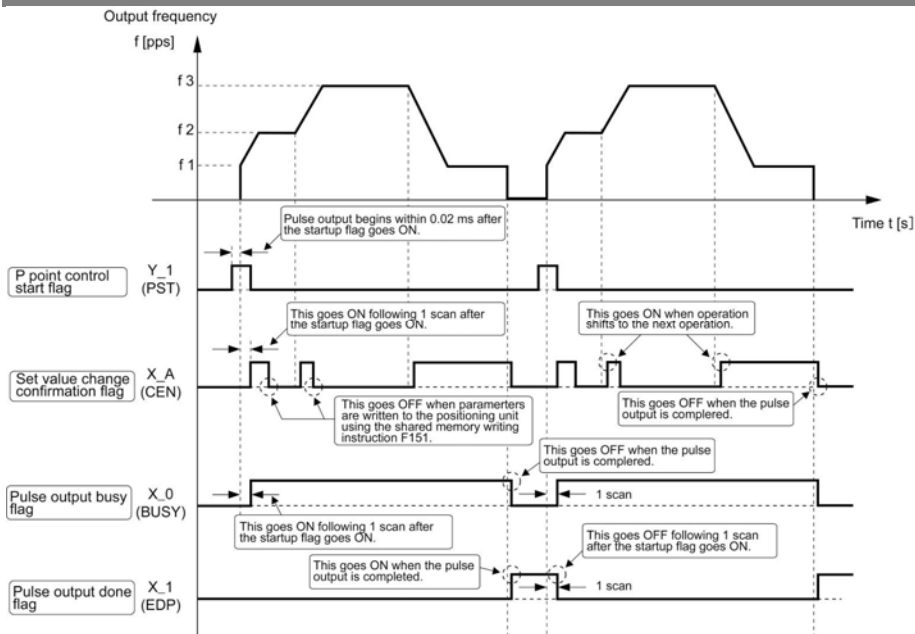 Output frequency
f [pps]
f 3
f 2
f 1
Time t [s]
Pulse output begins within 0.02 ms after
the startup flag goes ON.
P point control
start flag
Y_1
(PST)
This goes ON following 1 scan after
the startup flag goes ON.
This goes ON when operation
shifts to the next operation.
Set value change
confirmation flag
X_A
(CEN)
This goes OFF when paramerters
are written to the positioning unit
using the shared memory writing
instruction F151.
This goes OFF when the pulse
output is complered.
This goes OFF when the pulse
output is complered.
Pulse output busy
flag
X_0
(BUSY)
1 scan
This goes ON following 1 scan after
the startup flag goes ON.
This goes OFF following 1 scan
after the startup flag goes ON.
This goes ON when the pulse
output is completed.
Pulse output done
flag
X_1
(EDP)
1 scan